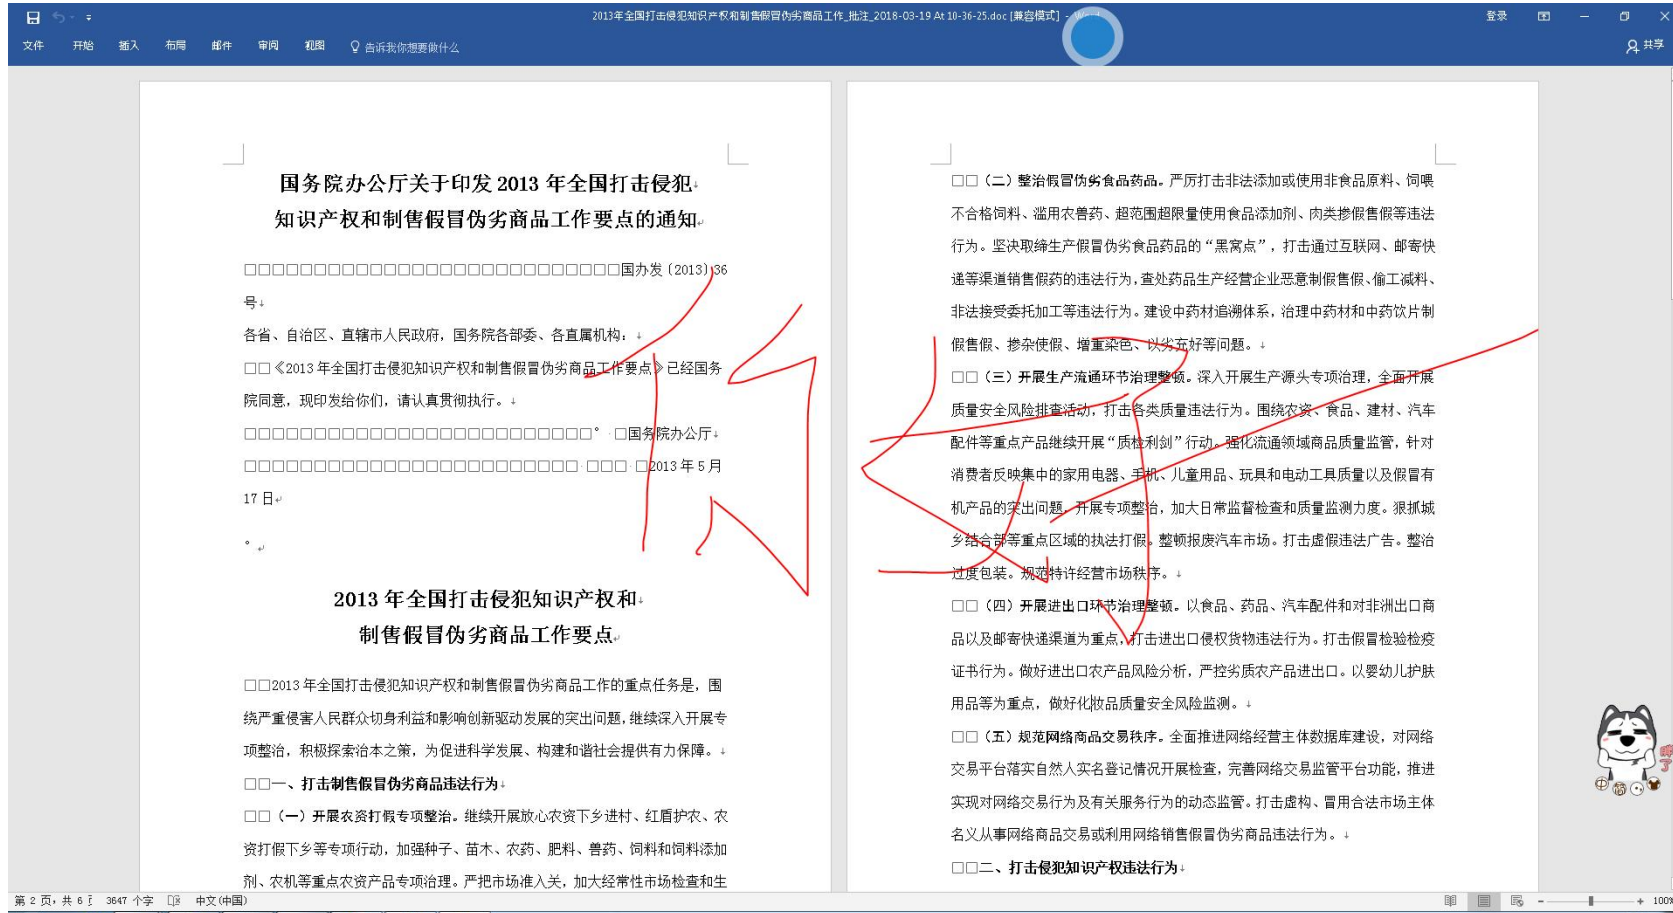 2013年全国打击侵犯知识产权和制售假冒伪劣商品工作_批注_2018-03-19 At 10-36-25.doc [兼容模式] - Word
登录
文件 开始 插入 布局 邮件 审阅 视图 告诉我你想要做什么
共享
国务院办公厅关于印发2013年全国打击侵犯
知识产权和制售假冒伪劣商品工作要点的通知
国办发〔2013〕36
号
各省、自治区、直辖市人民政府，国务院各部委、各直属机构：
《2013年全国打击侵犯知识产权和制售假冒伪劣商品工作要点》已经国务
院同意，现印发给你们，请认真贯彻执行。
国务院办公厅
2013年5月
17日
2013年全国打击侵犯知识产权和
制售假冒伪劣商品工作要点
2013年全国打击侵犯知识产权和制售假冒伪劣商品工作的重点任务是，围
绕严重侵害人民群众切身利益和影响创新驱动发展的突出问题，继续深入开展专
项整治，积极探索治本之策，为促进科学发展、构建和谐社会提供有力保障。
一、打击制售假冒伪劣商品违法行为
（一）开展农资打假专项整治。继续开展放心农资下乡进村、红盾护农、农
资打假下乡等专项行动，加强种子、苗木、农药、肥料、兽药、饲料和饲料添加
剂、农机等重点农资产品专项治理。严把市场准入关，加大经常性市场检查和生
（二）整治假冒伪劣食品药品。严厉打击非法添加或使用非食品原料、饲喂
不合格饲料、滥用农兽药、超范围超限量使用食品添加剂、肉类掺假售假等违法
行为。坚决取缔生产假冒伪劣食品药品的“黑窝点”，打击通过互联网、邮寄快
递等渠道销售假药的违法行为，查处药品生产经营企业恶意制假售假、偷工减料、
非法接受委托加工等违法行为。建设中药材追溯体系，治理中药材和中药饮片制
假售假、掺杂使假、增重染色、以劣充好等问题。
（三）开展生产流通环节治理整顿。深入开展生产源头专项治理，全面开展
质量安全风险排查活动，打击各类质量违法行为。围绕农资、食品、建材、汽车
配件等重点产品继续开展“质检利剑”行动。强化流通领域商品质量监管，针对
消费者反映集中的家用电器、手机、儿童用品、玩具和电动工具质量以及假冒有
机产品的突出问题，开展专项整治，加大日常监督检查和质量监测力度。狠抓城
乡结合部等重点区域的执法打假。整顿报废汽车市场。打击虚假违法广告。整治
过度包装。规范特许经营市场秩序。
（四）开展进出口环节治理整顿。以食品、药品、汽车配件和对非洲出口商
品以及邮寄快递渠道为重点，打击进出口侵权货物违法行为。打击假冒检验检疫
证书行为。做好进出口农产品风险分析，严控劣质农产品进出口。以婴幼儿护肤
用品等为重点，做好化妆品质量安全风险监测。
（五）规范网络商品交易秩序。全面推进网络经营主体数据库建设，对网络
交易平台落实自然人实名登记情况开展检查，完善网络交易监管平台功能，推进
实现对网络交易行为及有关服务行为的动态监管。打击虚构、冒用合法市场主体
名义从事网络商品交易或利用网络销售假冒伪劣商品违法行为。
二、打击侵犯知识产权违法行为
你好
第 2 页，共 6 页 3647 个字 中文(中国)
100%